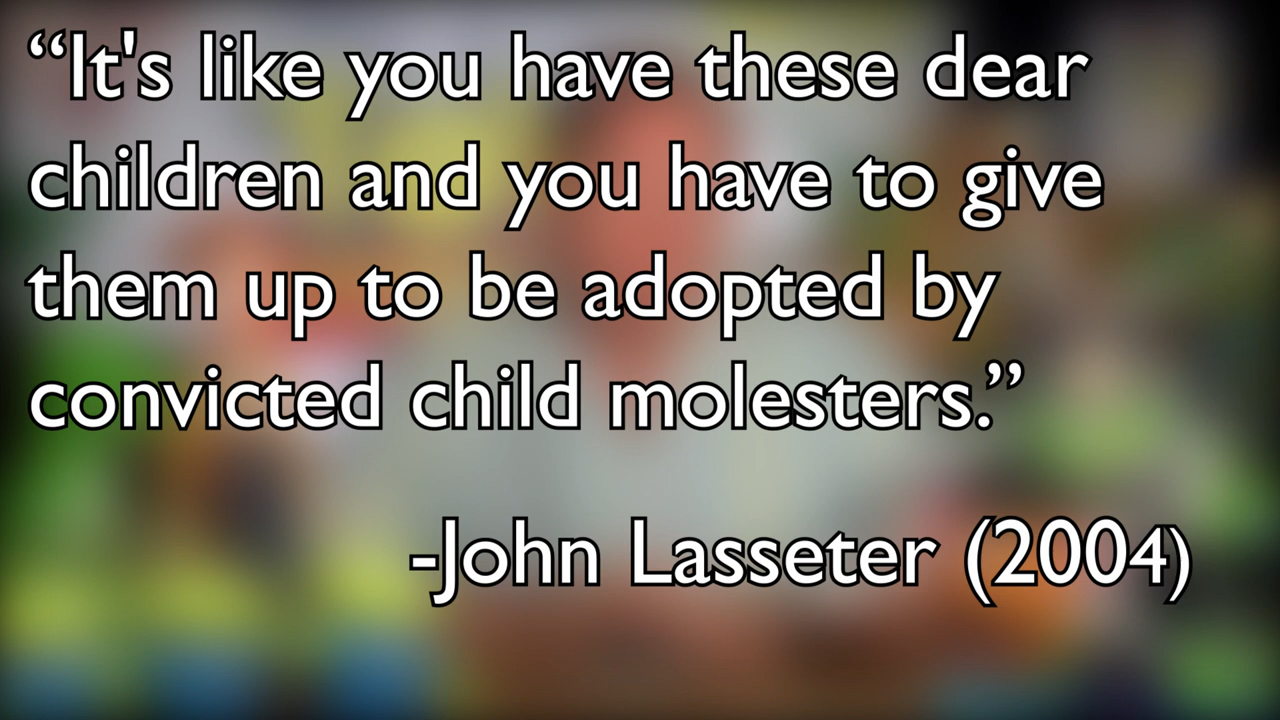 “It's like you have these dear
children and you have to give
them up to be adopted by
convicted child molesters.”
-John Lasseter (2004)